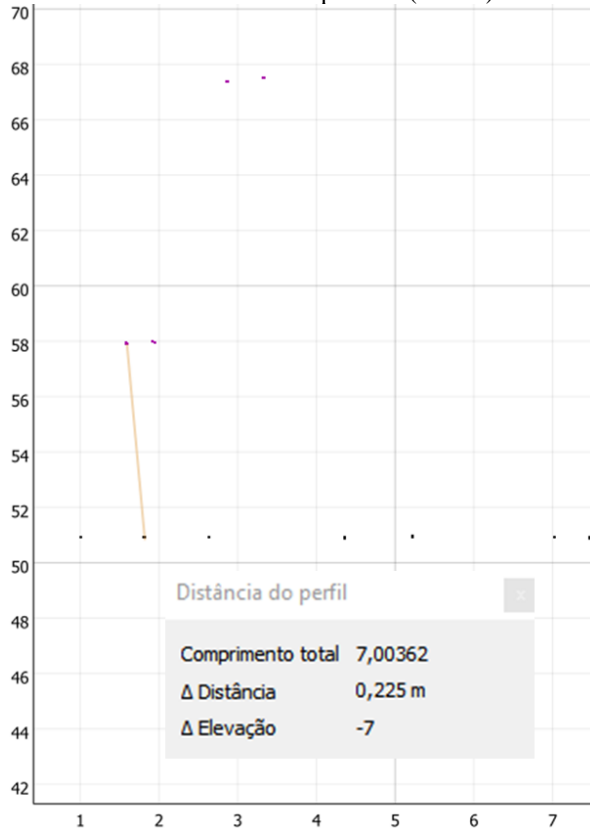 70
68
66
64
62
60
58
56
54
52
50
48
46
44
42
Distância do perfil
x
Comprimento total 7,00362
Δ Distância 0,225 m
Δ Elevação -7
1 2 3 4 5 6 7